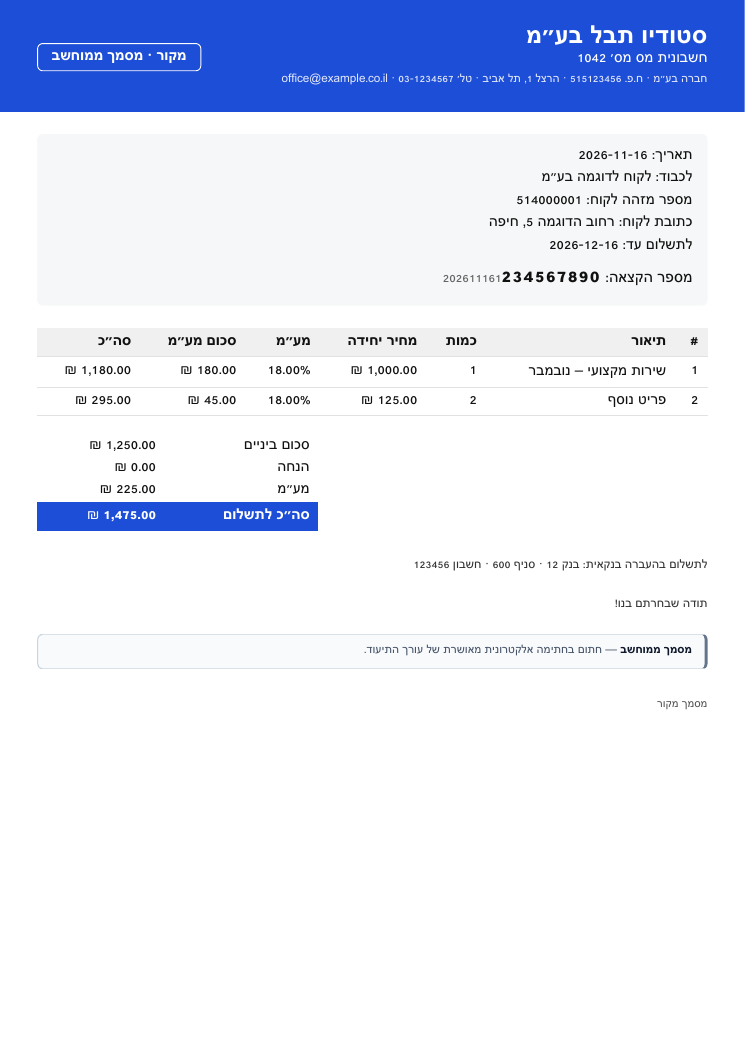 סטודיו תבל בע״מ
חשבונית מס מס׳ 1042
חברה בע״מ · ח.פ. 515123456 · הרצל 1, תל אביב · טל׳ 03-1234567 · office@example.co.il
מקור · מסמך ממוחשב
תאריך: 2026-11-16
לכבוד: לקוח לדוגמה בע״מ
מספר מזהה לקוח: 514000001
כתובת לקוח: רחוב הדוגמה 5, חיפה
לתשלום עד: 2026-12-16
מספר הקצאה: 202611161234567890
# תיאור כמות מחיר יחידה מע״מ סכום מע״מ סה״כ
1 שירות מקצועי – נובמבר 1 1,000.00 ₪ 18.00% 180.00 ₪ 1,180.00 ₪
2 פריט נוסף 2 125.00 ₪ 18.00% 45.00 ₪ 295.00 ₪
סכום ביניים 1,250.00 ₪
הנחה 0.00 ₪
מע״מ 225.00 ₪
סה״כ לתשלום 1,475.00 ₪
לתשלום בהעברה בנקאית: בנק 12 · סניף 600 · חשבון 123456
תודה שבחרתם בנו!
מסמך ממוחשב — חתום בחתימה אלקטרונית מאושרת של עורך התיעוד.
מסמך מקור